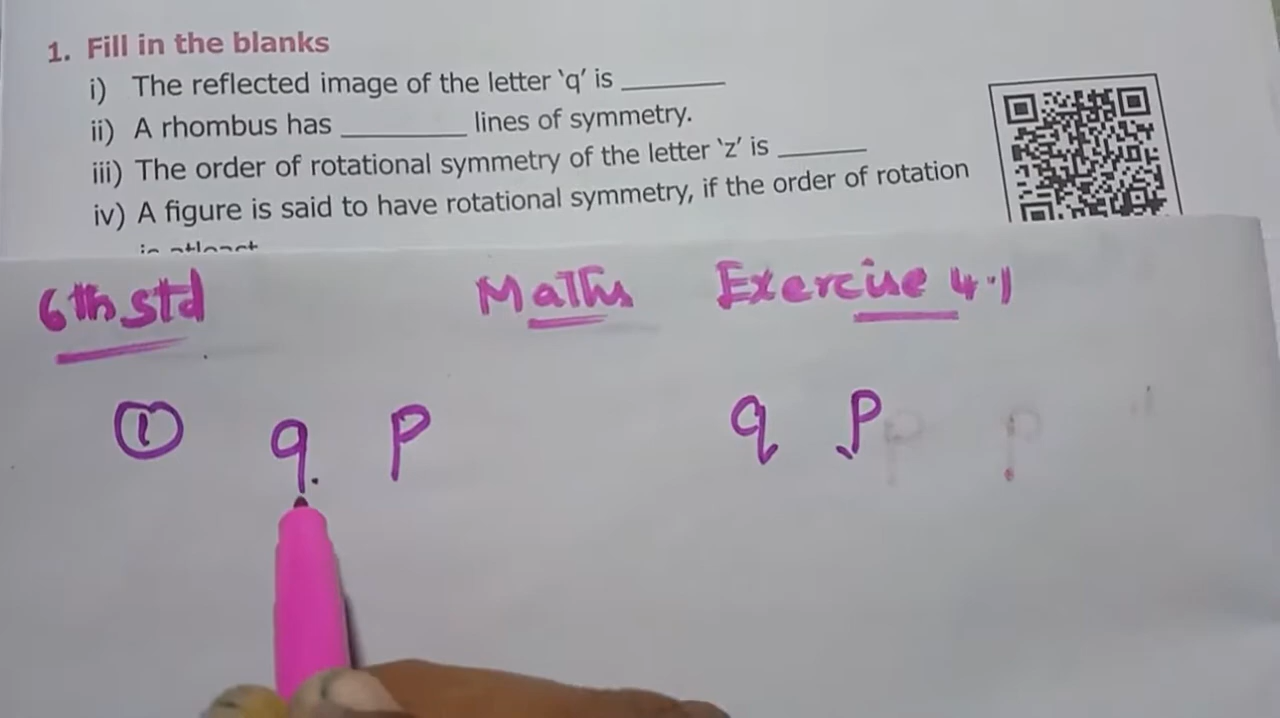 1. Fill in the blanks
i) The reflected image of the letter ‘q’ is ________
ii) A rhombus has ________ lines of symmetry.
iii) The order of rotational symmetry of the letter ‘z’ is ________
iv) A figure is said to have rotational symmetry, if the order of rotation
6th std Maths Exercise 4.1
① q p q p